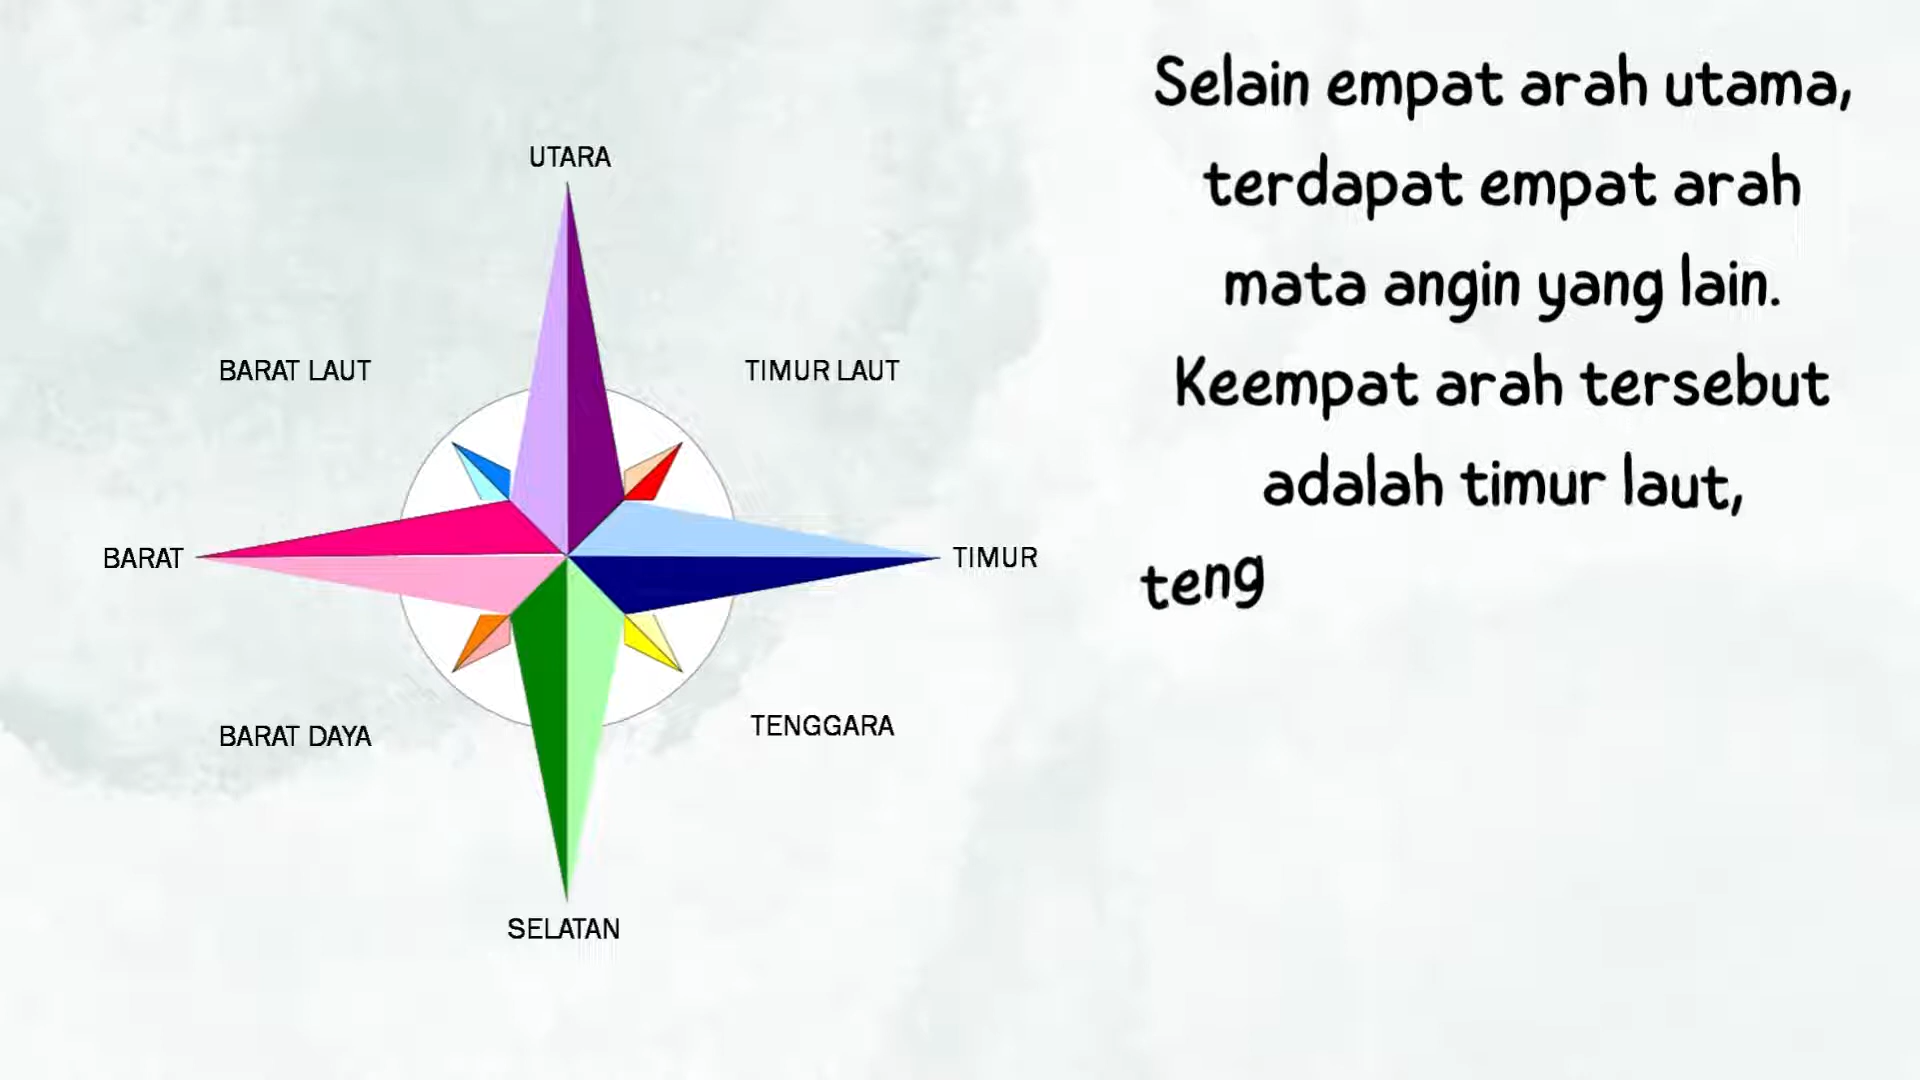 UTARA
BARAT LAUT
TIMUR LAUT
BARAT
TIMUR
BARAT DAYA
TENGGARA
SELATAN
Selain empat arah utama,
terdapat empat arah
mata angin yang lain.
Keempat arah tersebut
adalah timur laut,
teng